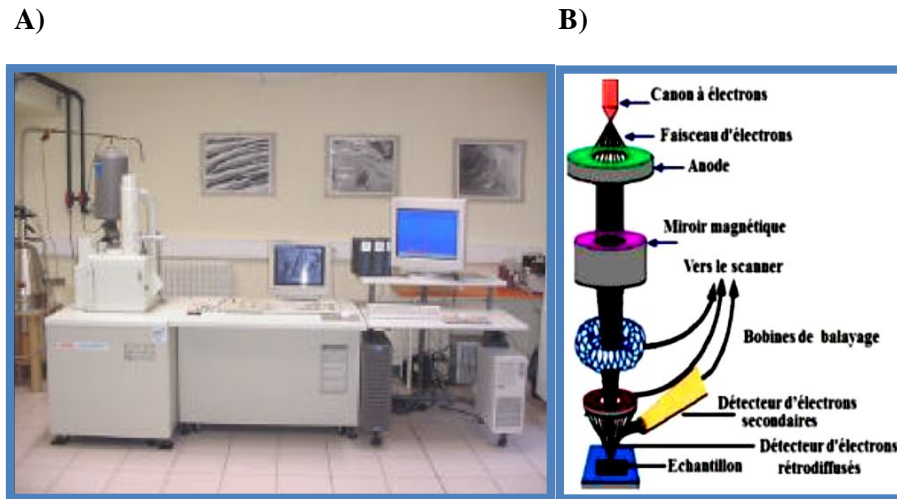 A)
B)
Canon à électrons
Faisceau d'électrons
Anode
Miroir magnétique
Vers le scanner
Bobines de balayage
Détecteur d'électrons
secondaires
Détecteur d'électrons
Echantillon
rétrodiffusés